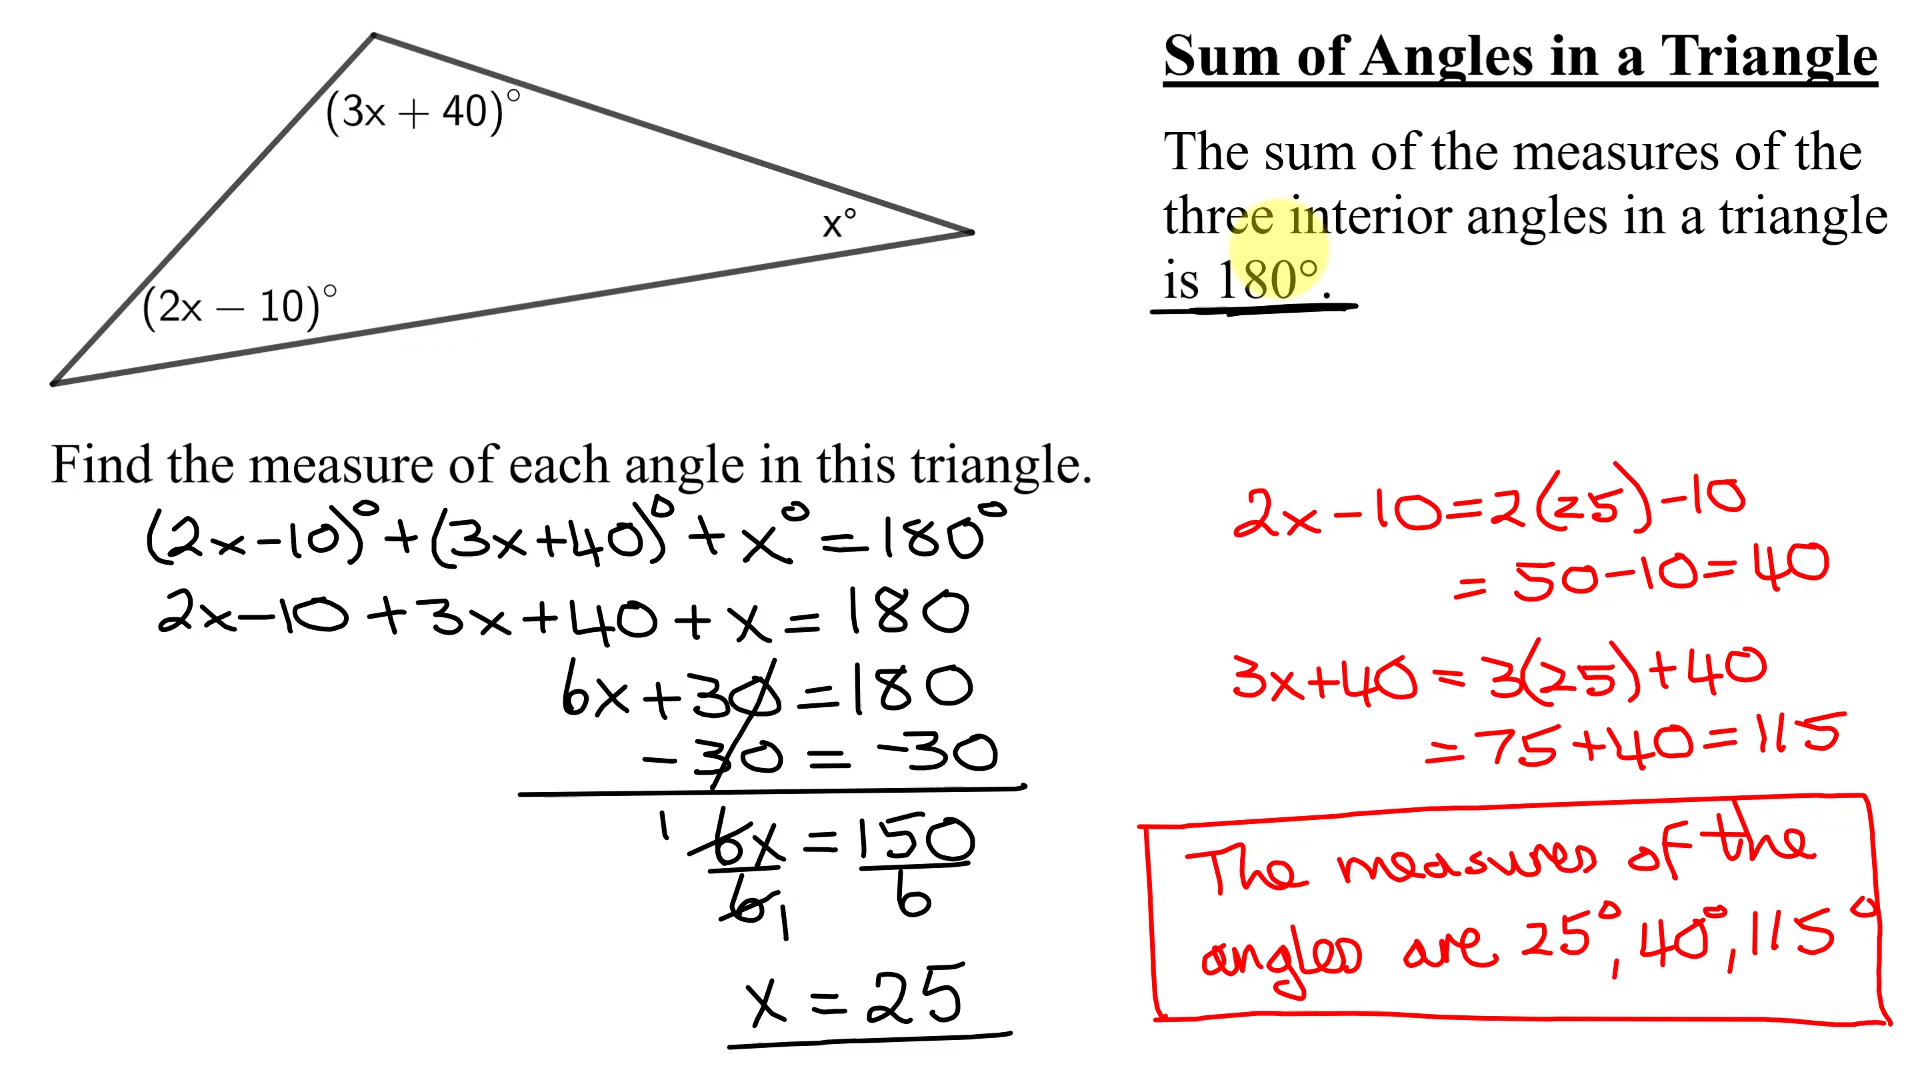 (3x + 40)°
x°
(2x − 10)°
Sum of Angles in a Triangle
The sum of the measures of the
three interior angles in a triangle
is 180°.
Find the measure of each angle in this triangle.
(2x-10)° + (3x+40)° + x° = 180°
2x-10 + 3x + 40 + x = 180
6x + 30 = 180
-30 = -30
1 6x = 150
6 1 6
x = 25
2x - 10 = 2(25) - 10
= 50 - 10 = 40
3x + 40 = 3(25) + 40
= 75 + 40 = 115
The measures of the
angles are 25°, 40°, 115°